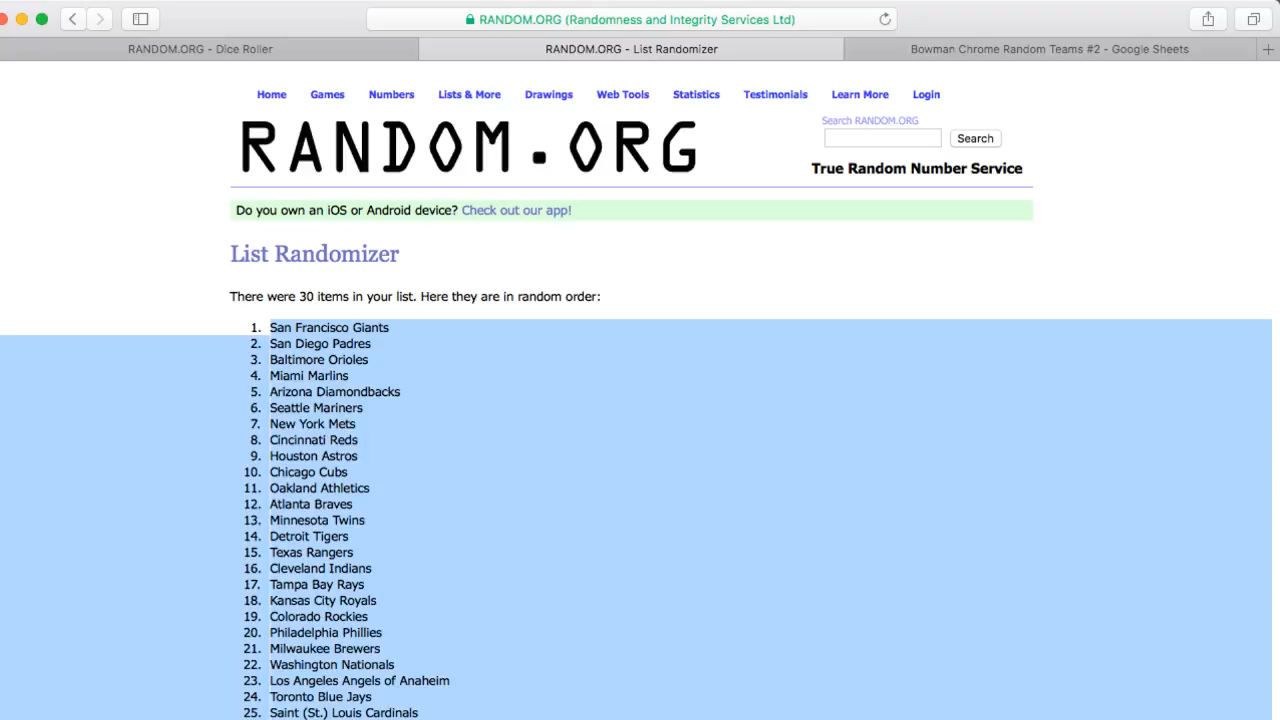 RANDOM.ORG (Randomness and Integrity Services Ltd)
RANDOM.ORG - Dice Roller
RANDOM.ORG - List Randomizer
Bowman Chrome Random Teams #2 - Google Sheets
Home Games Numbers Lists & More Drawings Web Tools Statistics Testimonials Learn More Login
RANDOM.ORG
Search RANDOM.ORG
Search
True Random Number Service
Do you own an iOS or Android device? Check out our app!
List Randomizer
There were 30 items in your list. Here they are in random order:
1. San Francisco Giants
2. San Diego Padres
3. Baltimore Orioles
4. Miami Marlins
5. Arizona Diamondbacks
6. Seattle Mariners
7. New York Mets
8. Cincinnati Reds
9. Houston Astros
10. Chicago Cubs
11. Oakland Athletics
12. Atlanta Braves
13. Minnesota Twins
14. Detroit Tigers
15. Texas Rangers
16. Cleveland Indians
17. Tampa Bay Rays
18. Kansas City Royals
19. Colorado Rockies
20. Philadelphia Phillies
21. Milwaukee Brewers
22. Washington Nationals
23. Los Angeles Angels of Anaheim
24. Toronto Blue Jays
25. Saint (St.) Louis Cardinals